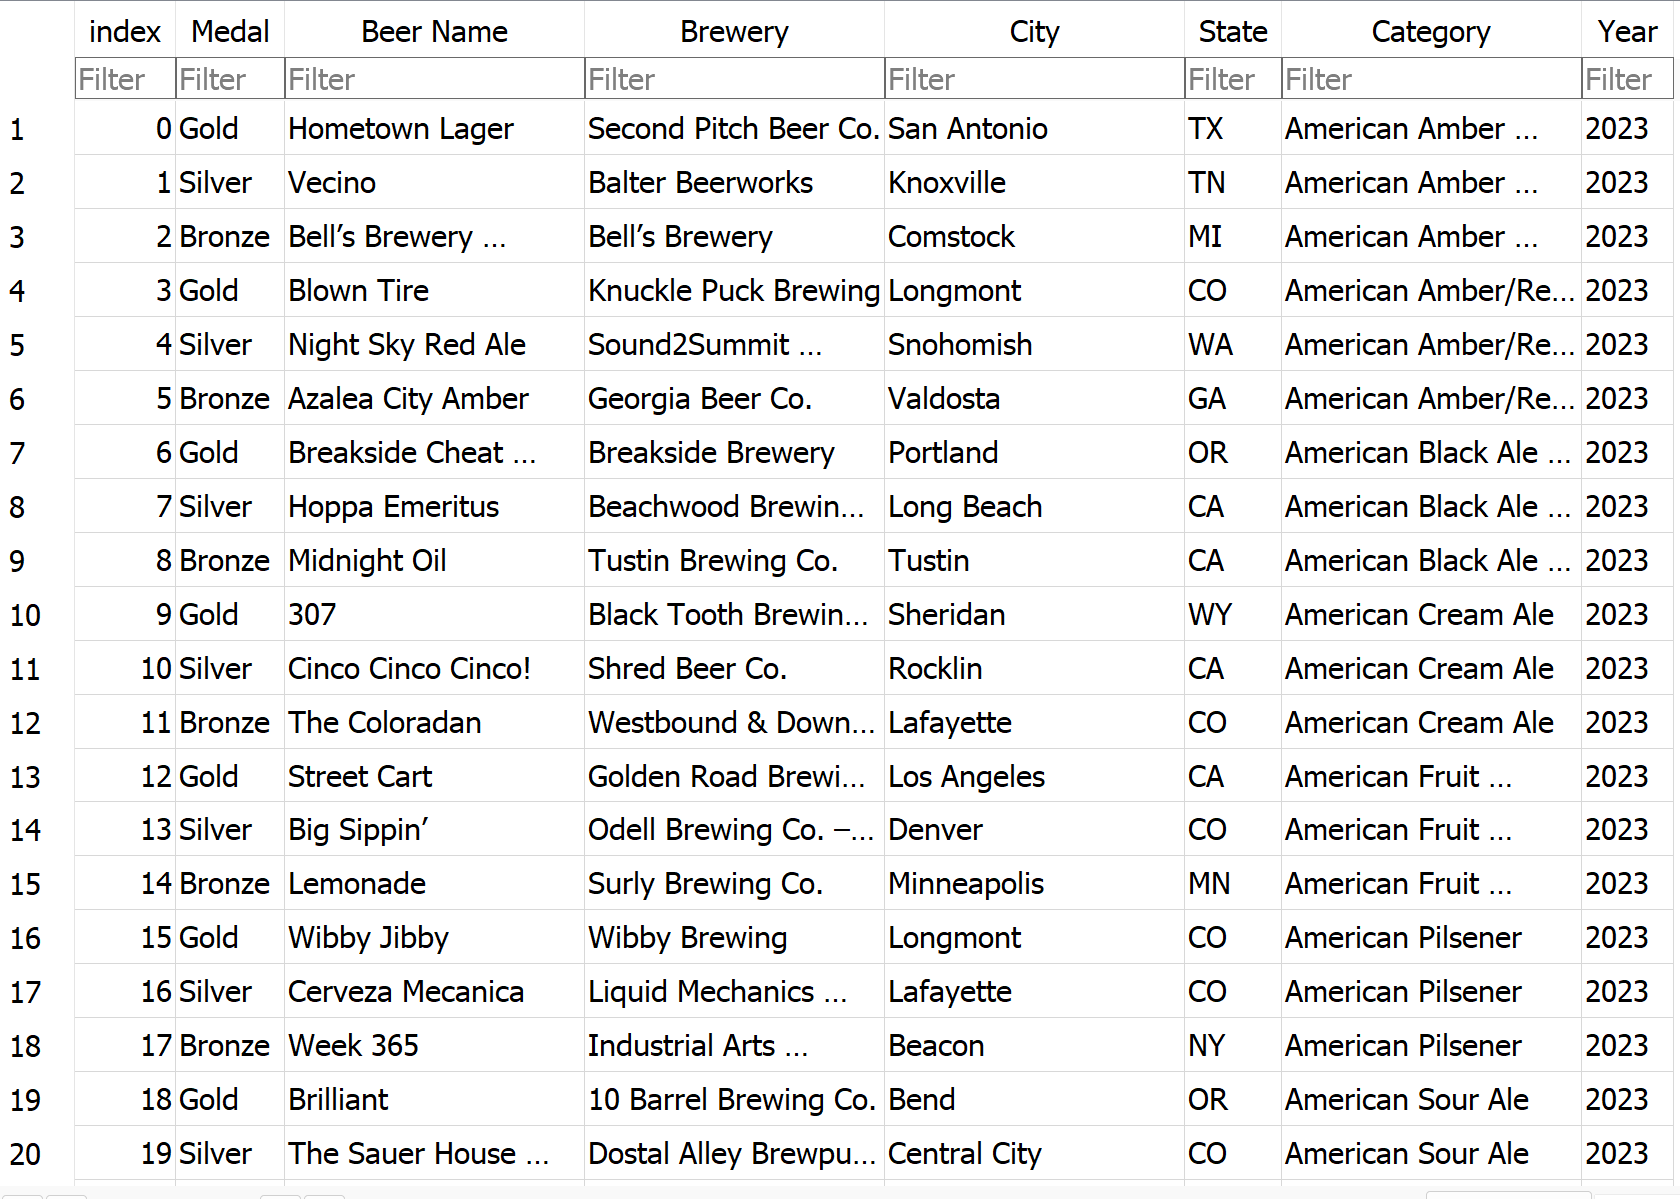 index Medal Beer Name Brewery City State Category Year
Filter Filter Filter Filter Filter Filter Filter Filter
1 0 Gold Hometown Lager Second Pitch Beer Co. San Antonio TX American Amber ... 2023
2 1 Silver Vecino Balter Beerworks Knoxville TN American Amber ... 2023
3 2 Bronze Bell’s Brewery ... Bell’s Brewery Comstock MI American Amber ... 2023
4 3 Gold Blown Tire Knuckle Puck Brewing Longmont CO American Amber/Re... 2023
5 4 Silver Night Sky Red Ale Sound2Summit ... Snohomish WA American Amber/Re... 2023
6 5 Bronze Azalea City Amber Georgia Beer Co. Valdosta GA American Amber/Re... 2023
7 6 Gold Breakside Cheat ... Breakside Brewery Portland OR American Black Ale ... 2023
8 7 Silver Hoppa Emeritus Beachwood Brewin... Long Beach CA American Black Ale ... 2023
9 8 Bronze Midnight Oil Tustin Brewing Co. Tustin CA American Black Ale ... 2023
10 9 Gold 307 Black Tooth Brewin... Sheridan WY American Cream Ale 2023
11 10 Silver Cinco Cinco Cinco! Shred Beer Co. Rocklin CA American Cream Ale 2023
12 11 Bronze The Coloradan Westbound & Down... Lafayette CO American Cream Ale 2023
13 12 Gold Street Cart Golden Road Brewi... Los Angeles CA American Fruit ... 2023
14 13 Silver Big Sippin’ Odell Brewing Co. –... Denver CO American Fruit ... 2023
15 14 Bronze Lemonade Surly Brewing Co. Minneapolis MN American Fruit ... 2023
16 15 Gold Wibby Jibby Wibby Brewing Longmont CO American Pilsener 2023
17 16 Silver Cerveza Mecanica Liquid Mechanics ... Lafayette CO American Pilsener 2023
18 17 Bronze Week 365 Industrial Arts ... Beacon NY American Pilsener 2023
19 18 Gold Brilliant 10 Barrel Brewing Co. Bend OR American Sour Ale 2023
20 19 Silver The Sauer House ... Dostal Alley Brewpu... Central City CO American Sour Ale 2023